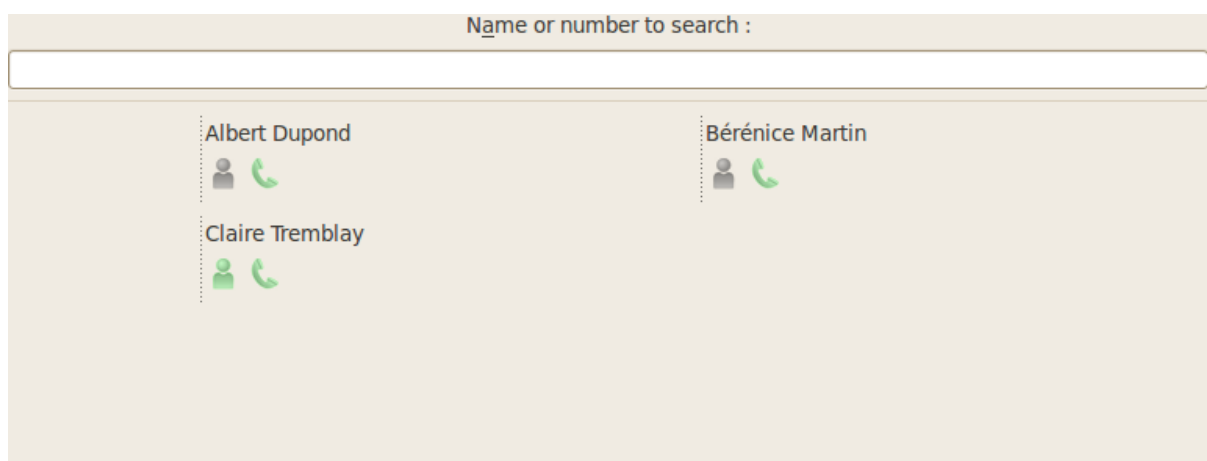 Name or number to search :
Albert Dupond
Bérénice Martin
Claire Tremblay